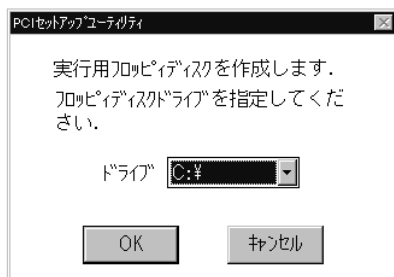 PCIｾｯﾄｱｯﾌﾟﾕｰﾃｨﾘﾃｨ
実行用ﾌﾛｯﾋﾟｨﾃﾞｨｽｸを作成します.
ﾌﾛｯﾋﾟｨﾃﾞｨｽｸﾄﾞﾗｲﾌﾞを指定してくだ
さい.
ﾄﾞﾗｲﾌﾞ C:¥
OK ｷｬﾝｾﾙ